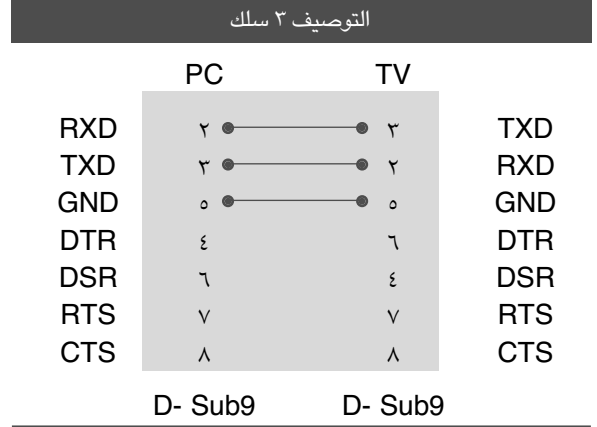 التوصيف ٣ سلك
PC TV
RXD ٢ ٣ TXD
TXD ٣ ٢ RXD
GND ٥ ٥ GND
DTR ٤ ٦ DTR
DSR ٦ ٤ DSR
RTS ٧ ٧ RTS
CTS ٨ ٨ CTS
D- Sub9 D- Sub9